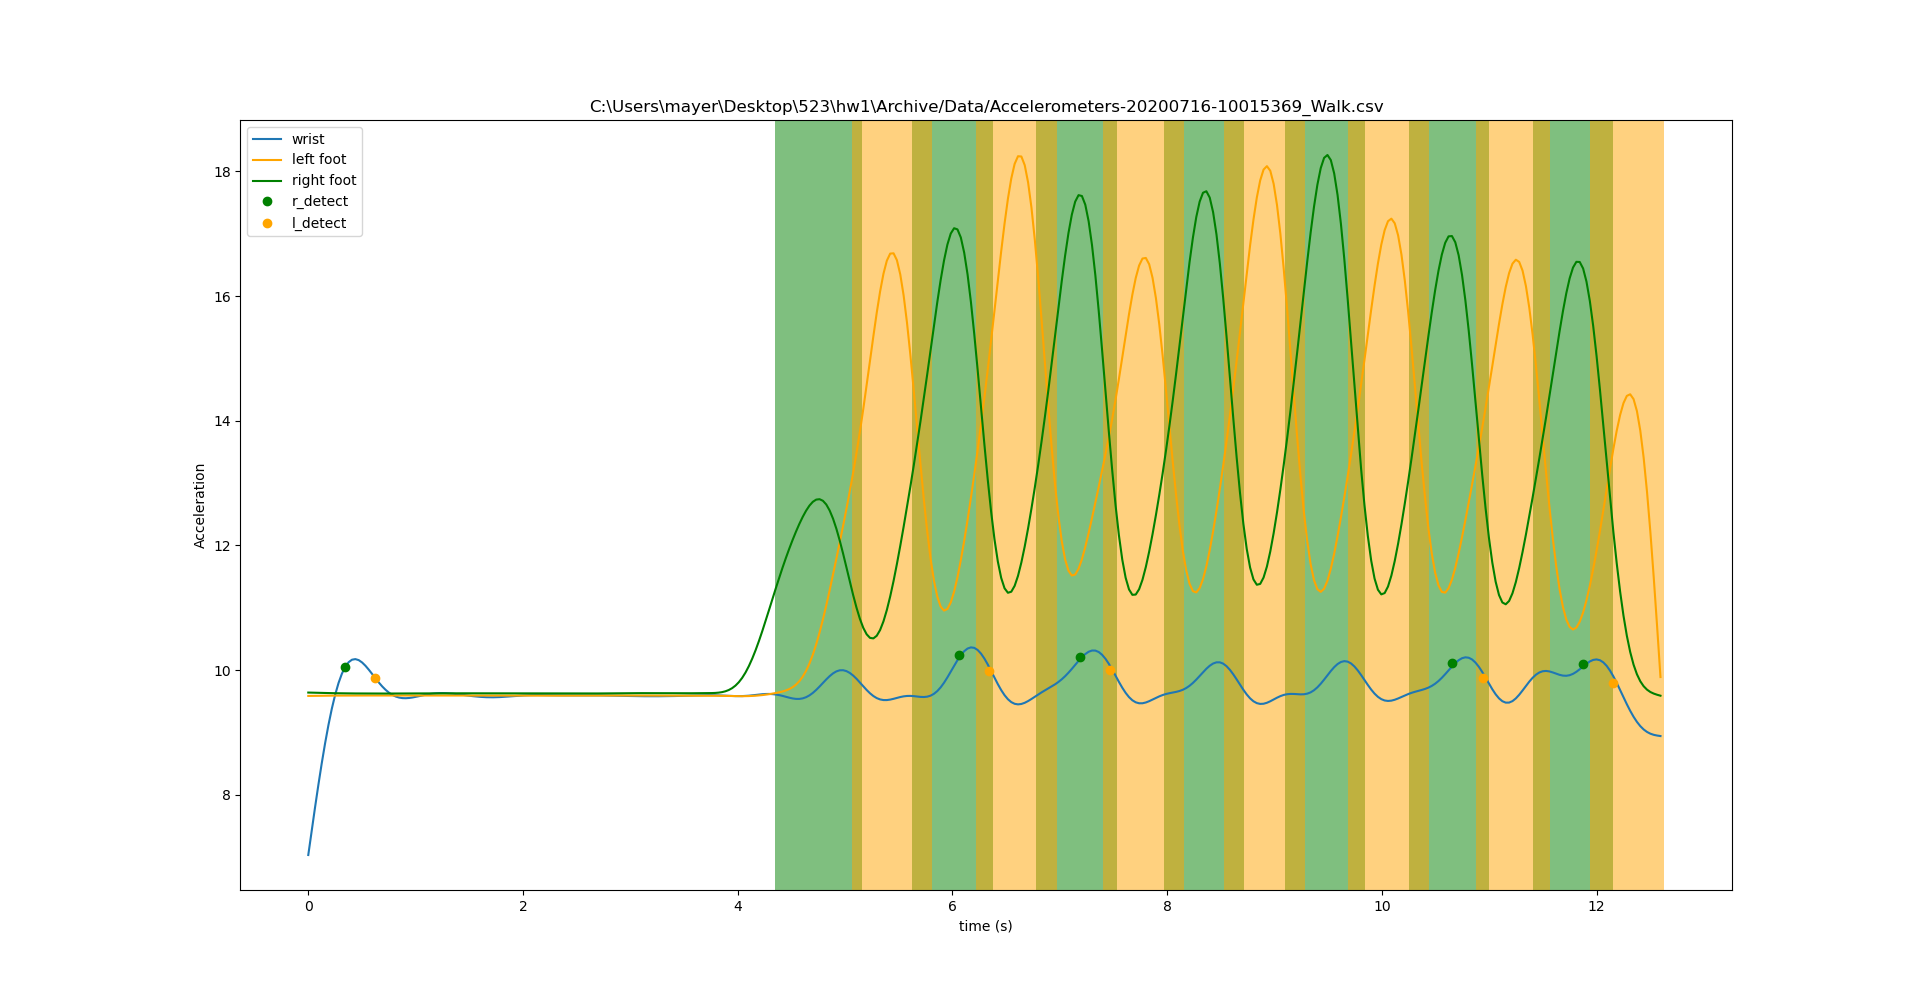 C:\Users\mayer\Desktop\523\hw1\Archive/Data/Accelerometers-20200716-10015369_Walk.csv
wrist
left foot
right foot
r_detect
l_detect
18
16
14
12
10
8
Acceleration
0 2 4 6 8 10 12
time (s)